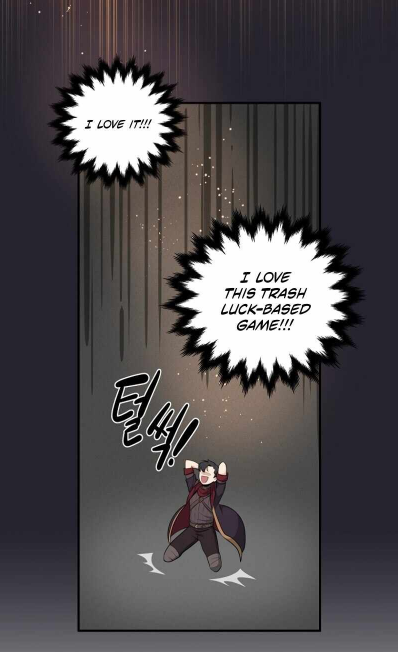 I LOVE IT!!!
I LOVE
THIS TRASH
LUCK-BASED
GAME!!!
털
썩!